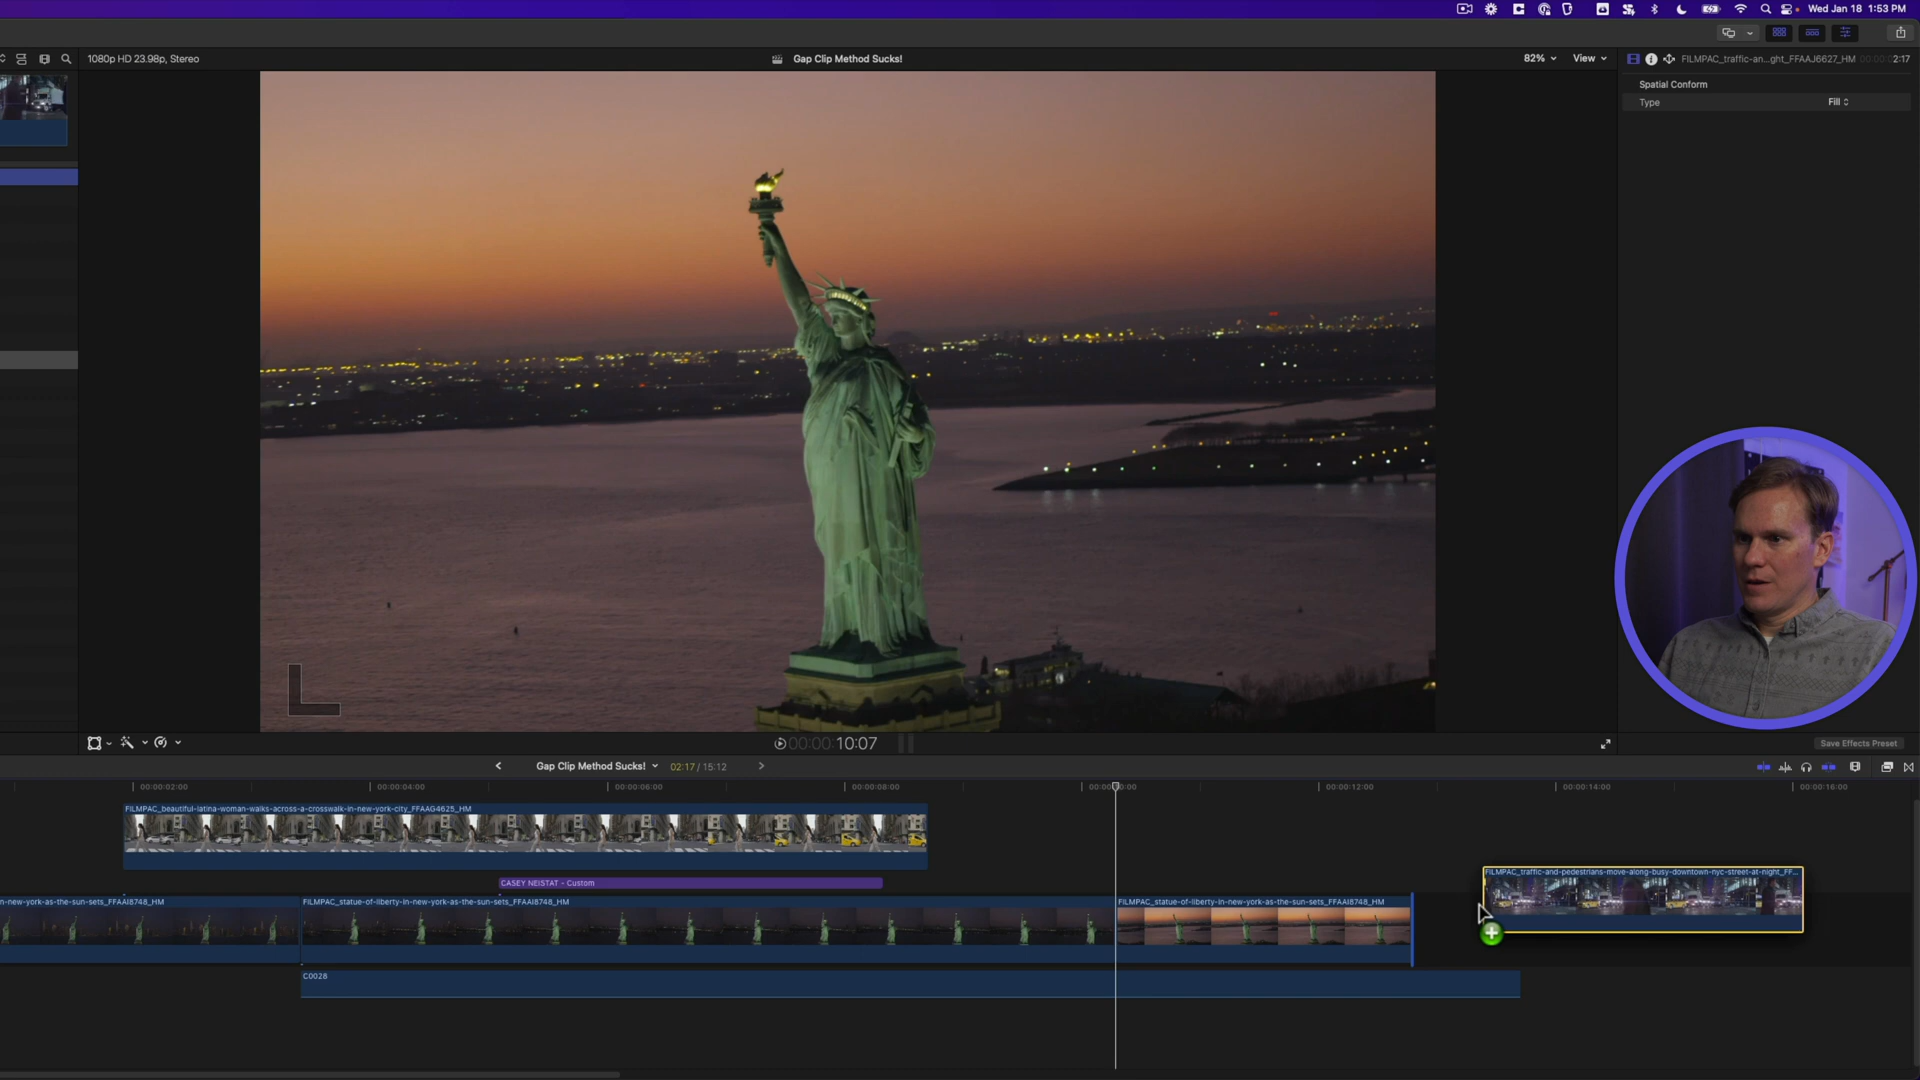 Wed Jan 18 1:53 PM
1080p HD 23.98p, Stereo
Gap Clip Method Sucks!
82%
View
FILMPAC_traffic-an...ght_FFAAJ6627_HM
00:00:02:17
Spatial Conform
Type
Fill
00:00:10:07
Save Effects Preset
Gap Clip Method Sucks!
02:17 / 15:12
00:00:02:00
00:00:04:00
00:00:06:00
00:00:08:00
00:00:12:00
00:00:14:00
00:00:16:00
FILMPAC_beautiful-latina-woman-walks-across-a-crosswalk-in-new-york-city_FFAAG4625_HM
FILMPAC_traffic-and-pedestrians-move-along-busy-downtown-nyc-street-at-night_FF...
CASEY NEISTAT - Custom
n-new-york-as-the-sun-sets_FFAAI8748_HM
FILMPAC_statue-of-liberty-in-new-york-as-the-sun-sets_FFAAI8748_HM
FILMPAC_statue-of-liberty-in-new-york-as-the-sun-sets_FFAAI8748_HM
C0028